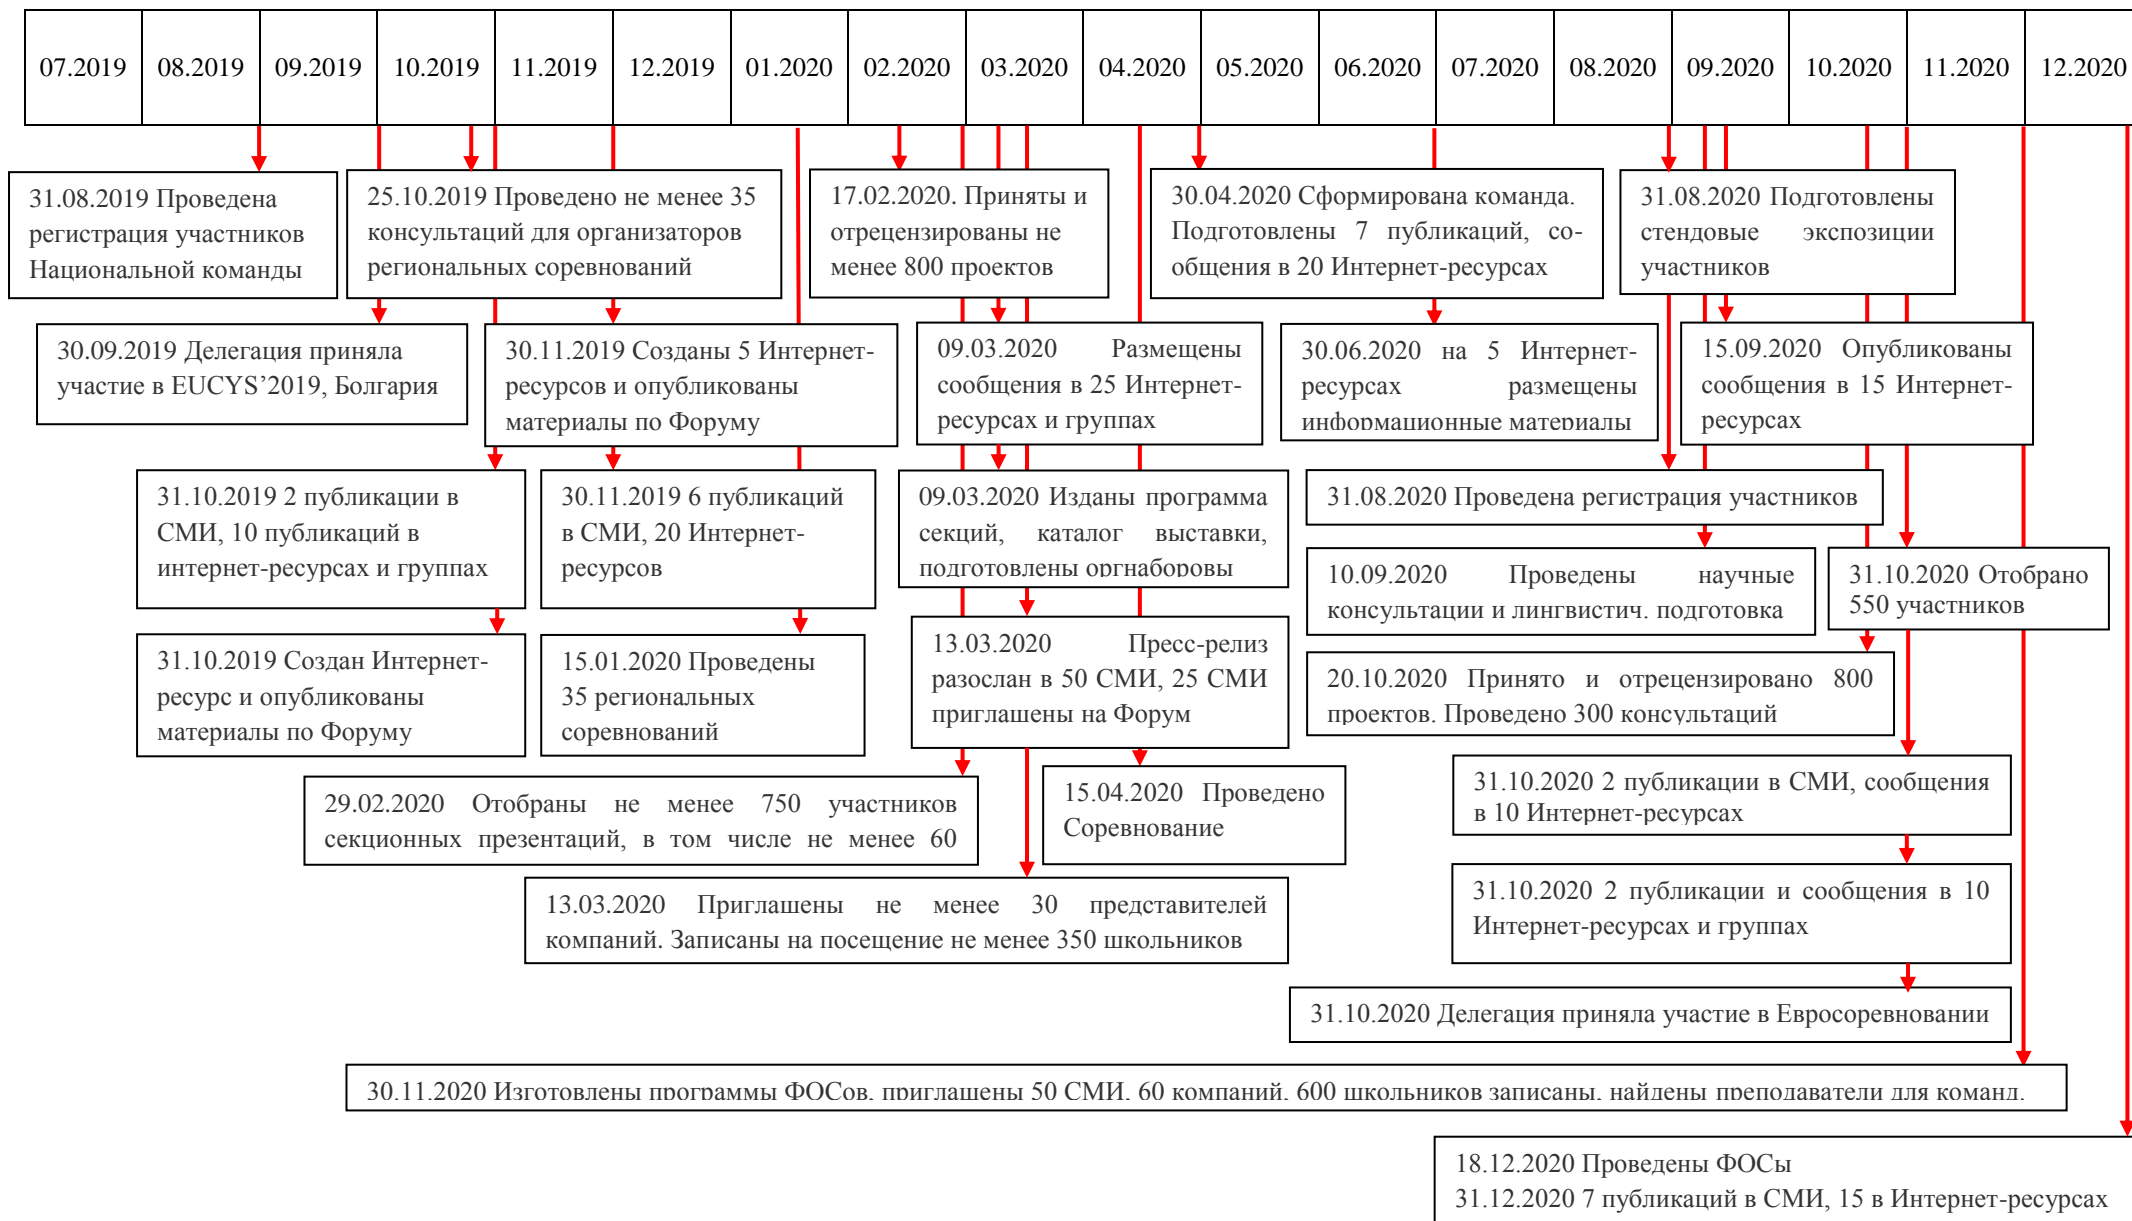 07.2019 08.2019 09.2019 10.2019 11.2019 12.2019 01.2020 02.2020 03.2020 04.2020 05.2020 06.2020 07.2020 08.2020 09.2020 10.2020 11.2020 12.2020
31.08.2019 Проведена
регистрация участников
Национальной команды
25.10.2019 Проведено не менее 35
консультаций для организаторов
региональных соревнований
17.02.2020. Приняты и
отрецензированы не
менее 800 проектов
30.04.2020 Сформирована команда.
Подготовлены 7 публикаций, со-
общения в 20 Интернет-ресурсах
31.08.2020 Подготовлены
стендовые экспозиции
участников
30.09.2019 Делегация приняла
участие в EUCYS’2019, Болгария
30.11.2019 Созданы 5 Интернет-
ресурсов и опубликованы
материалы по Форуму
09.03.2020 Размещены
сообщения в 25 Интернет-
ресурсах и группах
30.06.2020 на 5 Интернет-
ресурсах размещены
информационные материалы
15.09.2020 Опубликованы
сообщения в 15 Интернет-
ресурсах
31.10.2019 2 публикации в
СМИ, 10 публикаций в
интернет-ресурсах и группах
30.11.2019 6 публикаций
в СМИ, 20 Интернет-
ресурсов
09.03.2020 Изданы программа
секций, каталог выставки,
подготовлены оргнаборовы
31.08.2020 Проведена регистрация участников
10.09.2020 Проведены научные
консультации и лингвистич. подготовка
31.10.2020 Отобрано
550 участников
31.10.2019 Создан Интернет-
ресурс и опубликованы
материалы по Форуму
15.01.2020 Проведены
35 региональных
соревнований
13.03.2020 Пресс-релиз
разослан в 50 СМИ, 25 СМИ
приглашены на Форум
20.10.2020 Принято и отрецензировано 800
проектов. Проведено 300 консультаций
29.02.2020 Отобраны не менее 750 участников
секционных презентаций, в том числе не менее 60
15.04.2020 Проведено
Соревнование
31.10.2020 2 публикации в СМИ, сообщения
в 10 Интернет-ресурсах
13.03.2020 Приглашены не менее 30 представителей
компаний. Записаны на посещение не менее 350 школьников
31.10.2020 2 публикации и сообщения в 10
Интернет-ресурсах и группах
31.10.2020 Делегация приняла участие в Евросоревновании
30.11.2020 Изготовлены программы ФОСов, приглашены 50 СМИ, 60 компаний, 600 школьников записаны, найдены преподаватели для команд.
18.12.2020 Проведены ФОСы
31.12.2020 7 публикаций в СМИ, 15 в Интернет-ресурсах